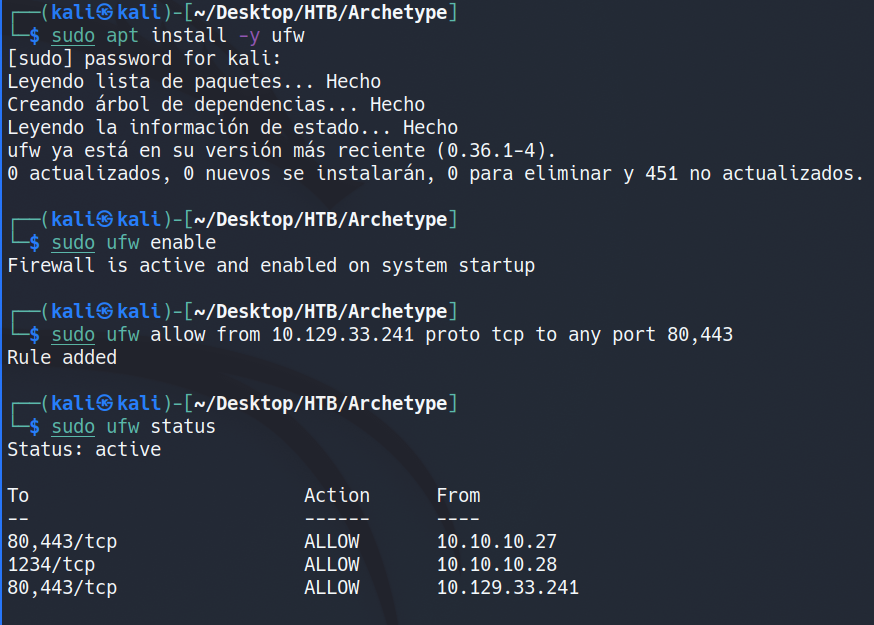 ┌──(kali㉿kali)-[~/Desktop/HTB/Archetype]
└─$ sudo apt install -y ufw
[sudo] password for kali:
Leyendo lista de paquetes... Hecho
Creando árbol de dependencias... Hecho
Leyendo la información de estado... Hecho
ufw ya está en su versión más reciente (0.36.1-4).
0 actualizados, 0 nuevos se instalarán, 0 para eliminar y 451 no actualizados.
┌──(kali㉿kali)-[~/Desktop/HTB/Archetype]
└─$ sudo ufw enable
Firewall is active and enabled on system startup
┌──(kali㉿kali)-[~/Desktop/HTB/Archetype]
└─$ sudo ufw allow from 10.129.33.241 proto tcp to any port 80,443
Rule added
┌──(kali㉿kali)-[~/Desktop/HTB/Archetype]
└─$ sudo ufw status
Status: active
To                         Action      From
--                         ------      ----
80,443/tcp                 ALLOW       10.10.10.27
1234/tcp                   ALLOW       10.10.10.28
80,443/tcp                 ALLOW       10.129.33.241